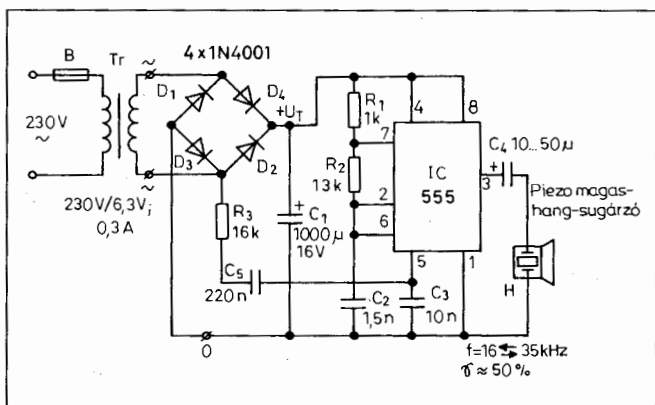 B
Tr
4x1N4001
D1
D4
D3
D2
+UT
230V
~
~
~
230V/6,3V;
0,3A
R3
16k
C5
220n
+
C1
1000µ
16V
R1
1k
R2
13k
7
2
6
4
8
IC
555
3
5
1
C4 10...50µ
+
Piezo magas-
hang-sugárzó
H
C2
1,5n
C3
10n
0
f=16 ⇆ 35kHz
γ≈50%